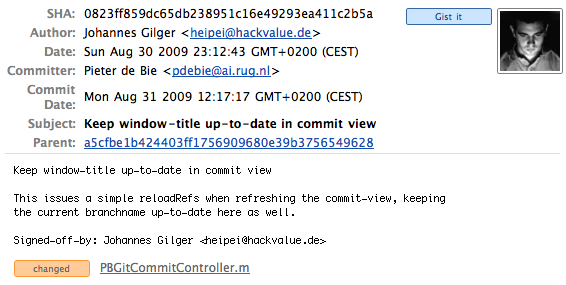 SHA: 0823ff859dc65db238951c16e49293ea411c2b5a
Gist it
Author: Johannes Gilger <heipei@hackvalue.de>
Date: Sun Aug 30 2009 23:12:43 GMT+0200 (CEST)
Committer: Pieter de Bie <pdebie@ai.rug.nl>
Commit Date: Mon Aug 31 2009 12:17:17 GMT+0200 (CEST)
Subject: Keep window-title up-to-date in commit view
Parent: a5cfbe1b424403ff1756909680e39b3756549628
Keep window-title up-to-date in commit view
This issues a simple reloadRefs when refreshing the commit-view, keeping
the current branchname up-to-date here as well.
Signed-off-by: Johannes Gilger <heipei@hackvalue.de>
changed PBGitCommitController.m